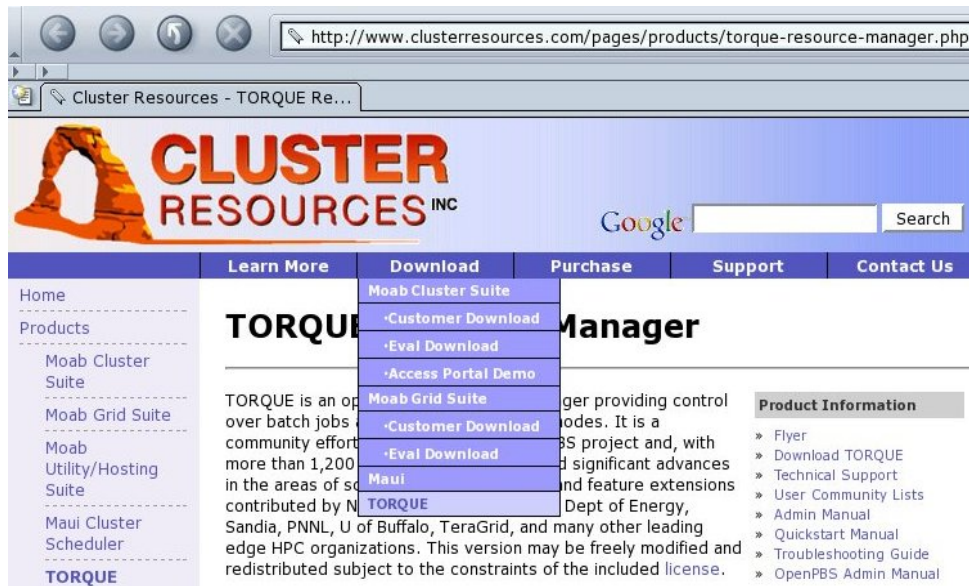 http://www.clusterresources.com/pages/products/torque-resource-manager.php
Cluster Resources - TORQUE Re...
CLUSTER
RESOURCES INC
Google
Search
Learn More
Download
Purchase
Support
Contact Us
Home
Products
Moab Cluster
Suite
Moab Grid Suite
Moab
Utility/Hosting
Suite
Maui Cluster
Scheduler
TORQUE
Moab Cluster Suite
•Customer Download
•Eval Download
•Access Portal Demo
Moab Grid Suite
•Customer Download
•Eval Download
Maui
TORQUE
TORQUE Manager
TORQUE is an op ger providing control
over batch jobs odes. It is a
community effort BS project and, with
more than 1,200 d significant advances
in the areas of sc nd feature extensions
contributed by N Dept of Energy,
Sandia, PNNL, U of Buffalo, TeraGrid, and many other leading
edge HPC organizations. This version may be freely modified and
redistributed subject to the constraints of the included license.
Product Information
» Flyer
» Download TORQUE
» Technical Support
» User Community Lists
» Admin
Manual
» Quickstart Manual
» Troubleshooting Guide
» OpenPBS Admin Manual